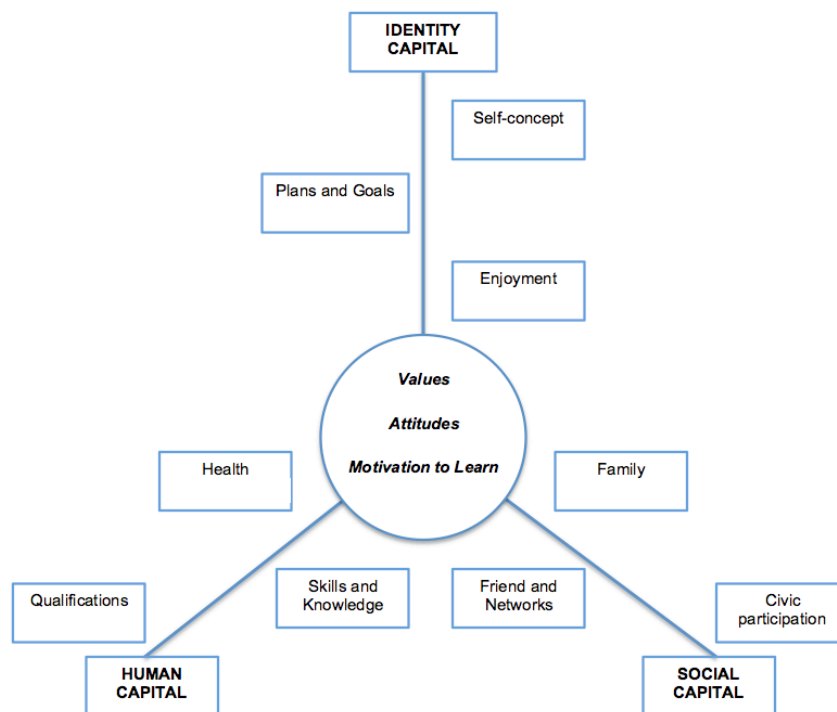 IDENTITY
CAPITAL
Self-concept
Plans and Goals
Enjoyment
Values
Attitudes
Motivation to Learn
Health
Family
Qualifications
Skills and
Knowledge
Friend and
Networks
Civic
participation
HUMAN
CAPITAL
SOCIAL
CAPITAL